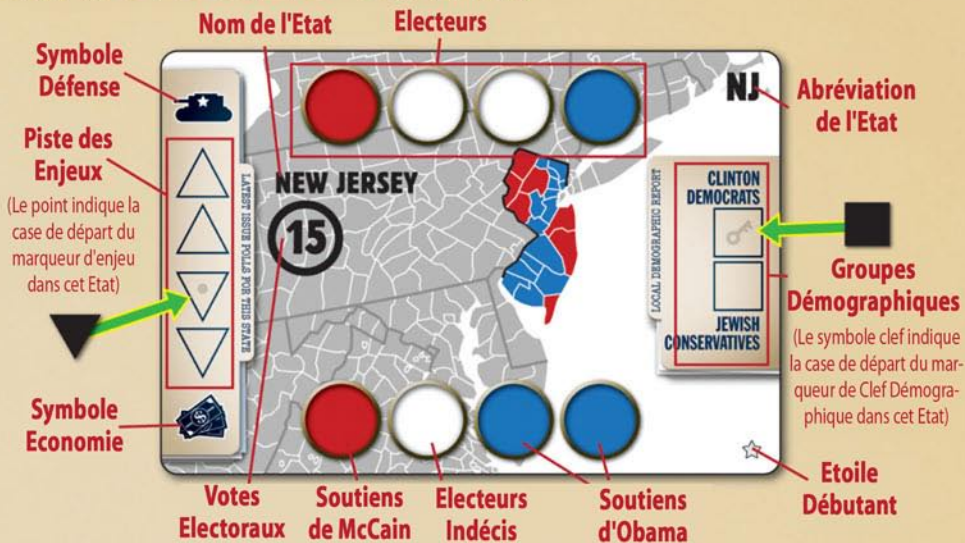 Nom de l'Etat
Electeurs
Symbole
Défense
Piste des
Enjeux
(Le point indique la
case de départ du
marqueur d'enjeu
dans cet Etat)
Symbole
Economie
LATEST ISSUE POLLS FOR THIS STATE
NEW JERSEY
15
NJ
Abréviation
de l'Etat
LOCAL DEMOGRAPHIC REPORT
CLINTON
DEMOCRATS
JEWISH
CONSERVATIVES
Groupes
Démographiques
(Le symbole clef indique
la case de départ du mar-
queur de Clef Démogra-
phique dans cet Etat)
Votes
Electoraux
Soutiens
de McCain
Electeurs
Indécis
Soutiens
d'Obama
Etoile
Débutant